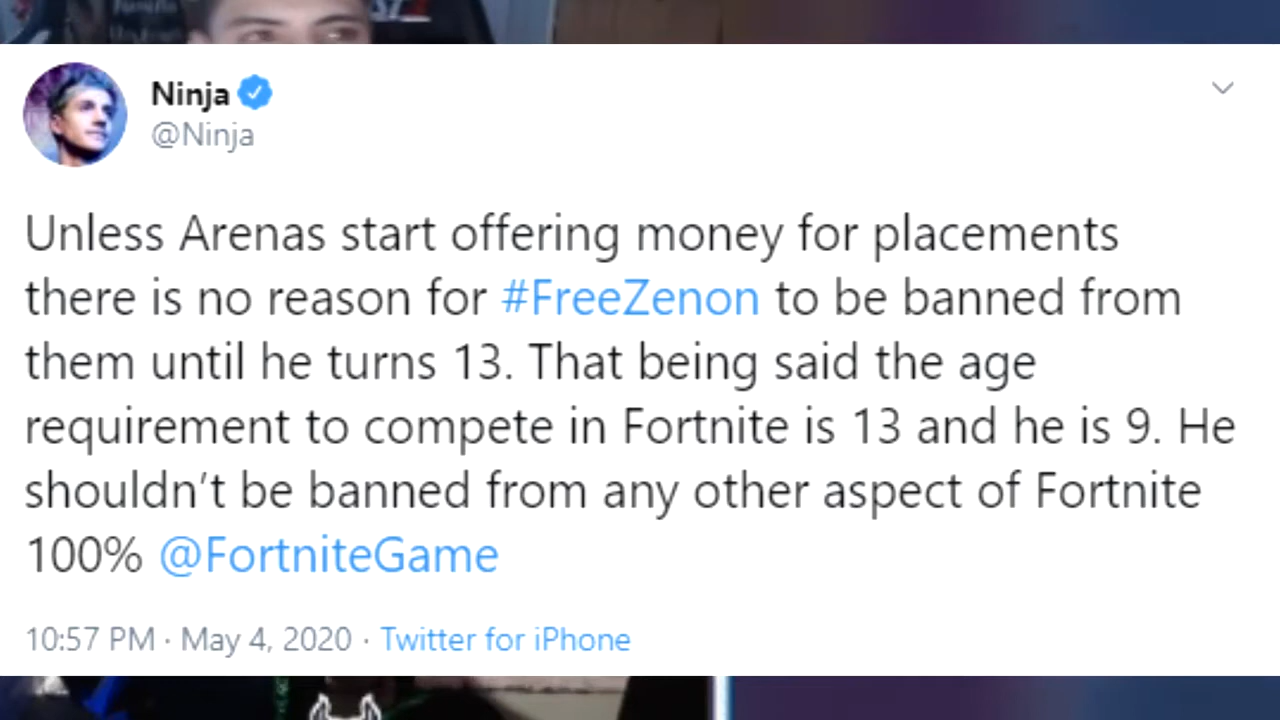 Ninja
@Ninja
Unless Arenas start offering money for placements
there is no reason for #FreeZenon to be banned from
them until he turns 13. That being said the age
requirement to compete in Fortnite is 13 and he is 9. He
shouldn't be banned from any other aspect of Fortnite
100% @FortniteGame
10:57 PM · May 4, 2020 · Twitter for iPhone